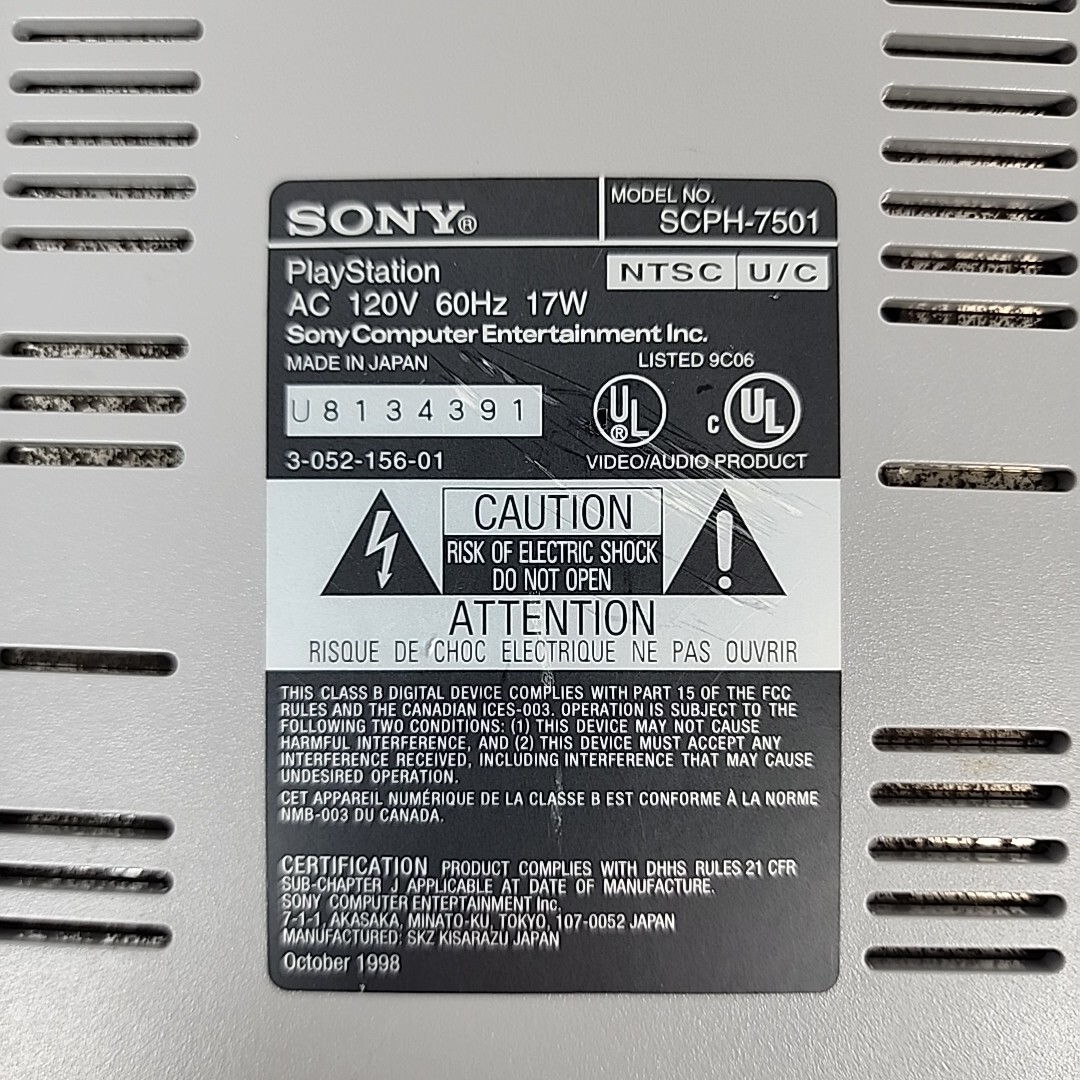 SONY®
MODEL NO.
SCPH-7501
PlayStation
NTSC U/C
AC 120V 60Hz 17W
Sony Computer Entertainment Inc.
MADE IN JAPAN
LISTED 9C06
U8134391
UL®
c UL
3-052-156-01
VIDEO/AUDIO PRODUCT
CAUTION
RISK OF ELECTRIC SHOCK
DO NOT OPEN
!
ATTENTION
RISQUE DE CHOC ELECTRIQUE NE PAS OUVRIR
THIS CLASS B DIGITAL DEVICE COMPLIES WITH PART 15 OF THE FCC
RULES AND THE CANADIAN ICES-003. OPERATION IS SUBJECT TO THE
FOLLOWING TWO CONDITIONS: (1) THIS DEVICE MAY NOT CAUSE
HARMFUL INTERFERENCE, AND (2) THIS DEVICE MUST ACCEPT ANY
INTERFERENCE RECEIVED, INCLUDING INTERFERENCE THAT MAY CAUSE
UNDESIRED OPERATION.
CET APPAREIL NUMÉRIQUE DE LA CLASSE B EST CONFORME À LA NORME
NMB-003 DU CANADA.
CERTIFICATION PRODUCT COMPLIES WITH DHHS RULES 21 CFR
SUB-CHAPTER J APPLICABLE AT DATE OF MANUFACTURE.
SONY COMPUTER ENTERTAINMENT Inc.
7-1-1, AKASAKA, MINATO-KU, TOKYO, 107-0052 JAPAN
MANUFACTURED: SKZ KISARAZU JAPAN
October 1998